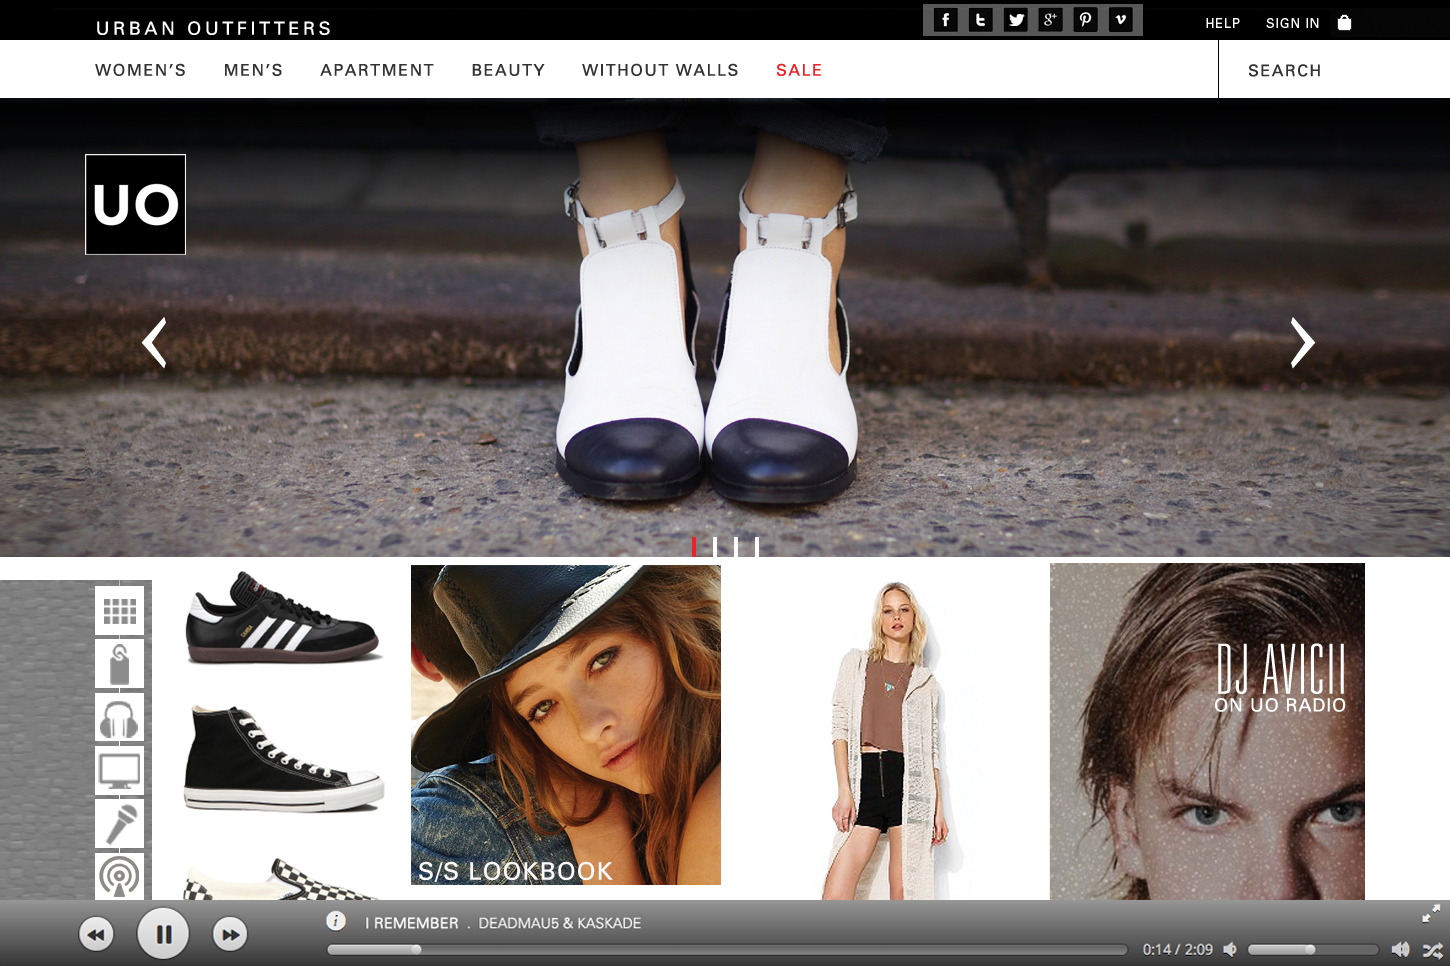 URBAN OUTFITTERS
HELP SIGN IN
WOMEN'S MEN'S APARTMENT BEAUTY WITHOUT WALLS SALE SEARCH
UO
DJ AVICII
ON UO RADIO
S/S LOOKBOOK
I REMEMBER . DEADMAU5 & KASKADE
0:14 / 2:09